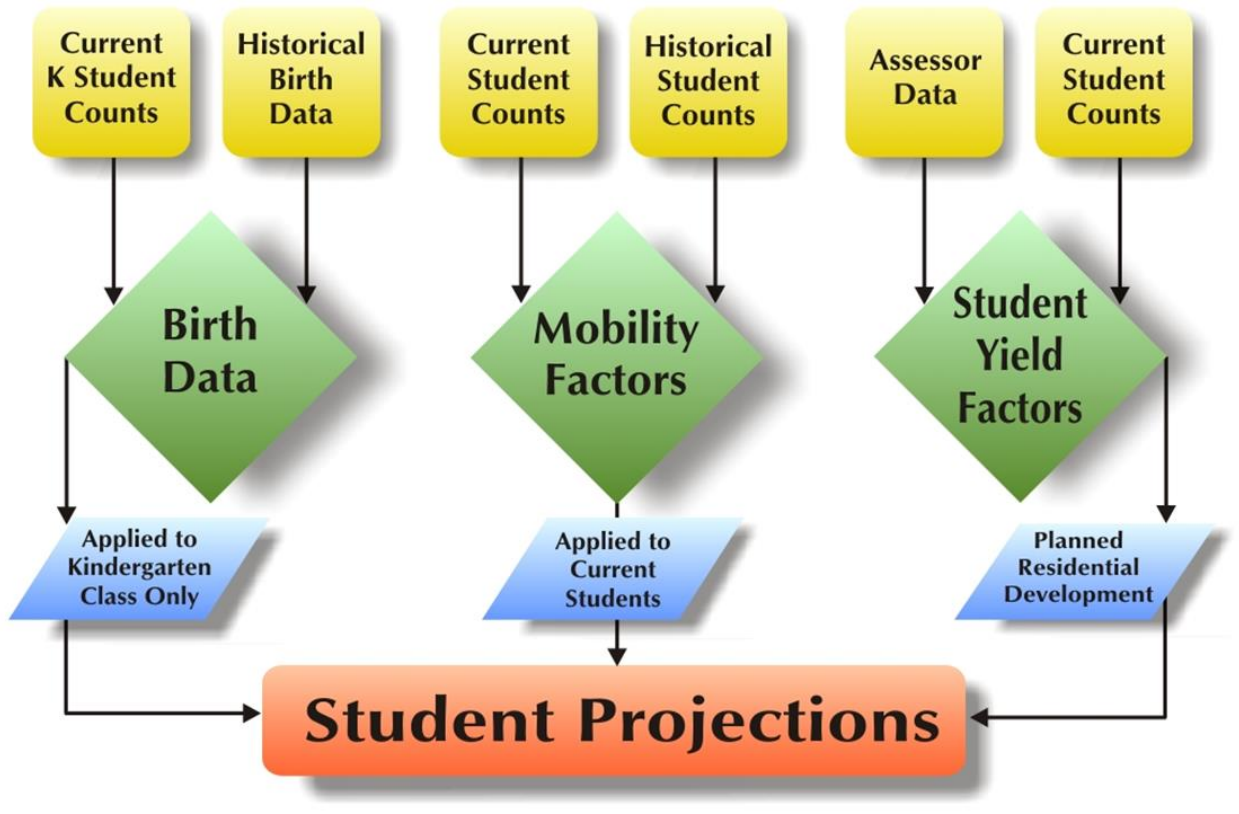 Current
K Student
Counts
Historical
Birth
Data
Current
Student
Counts
Historical
Student
Counts
Assessor
Data
Current
Student
Counts
Birth
Data
Mobility
Factors
Student
Yield
Factors
Applied to
Kindergarten
Class Only
Applied to
Current
Students
Planned
Residential
Development
Student Projections